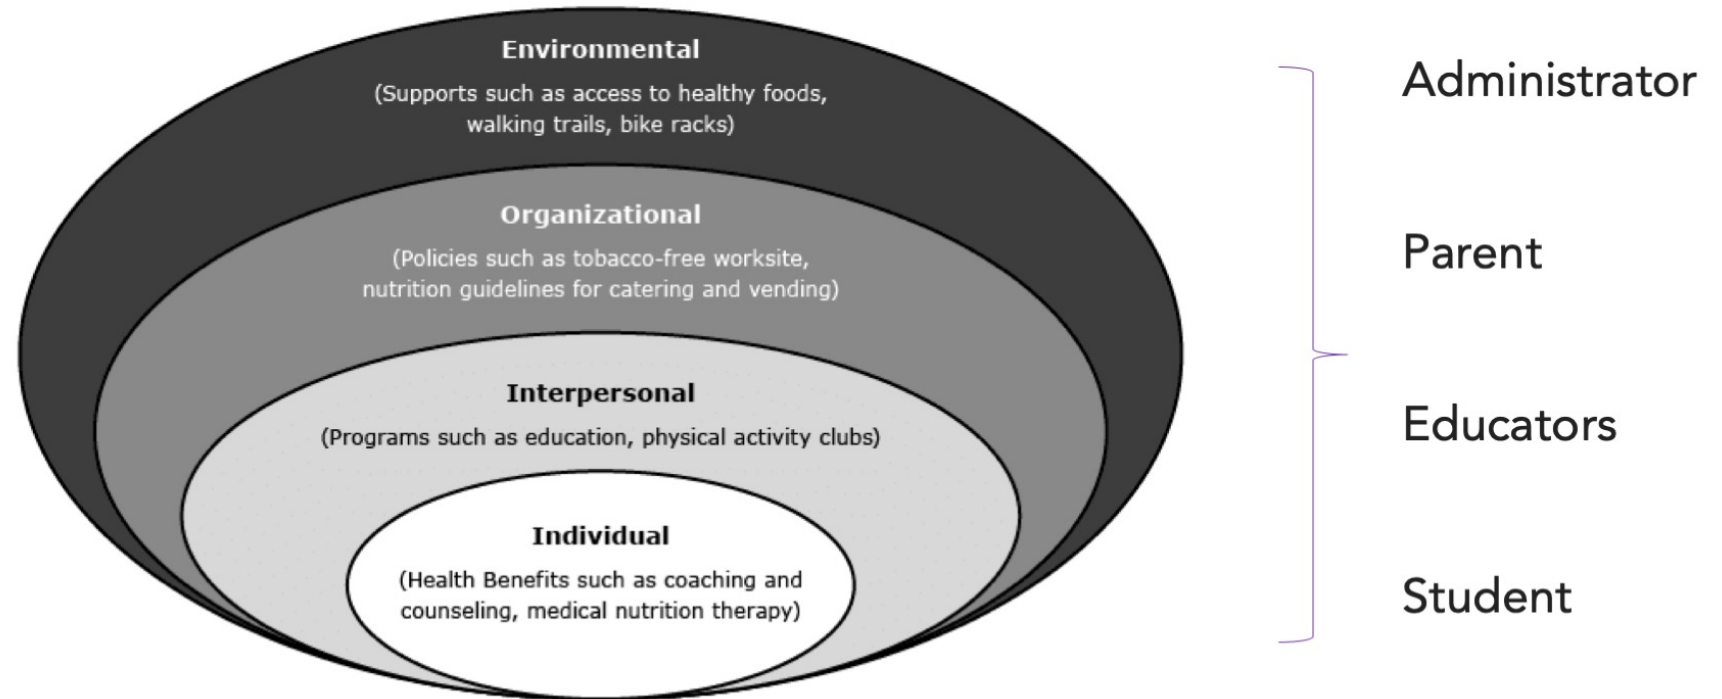 Environmental
(Supports such as access to healthy foods,
walking trails, bike racks)
Organizational
(Policies such as tobacco-free worksite,
nutrition guidelines for catering and vending)
Interpersonal
(Programs such as education, physical activity clubs)
Individual
(Health Benefits such as coaching and
counseling, medical nutrition therapy)
Administrator
Parent
Educators
Student